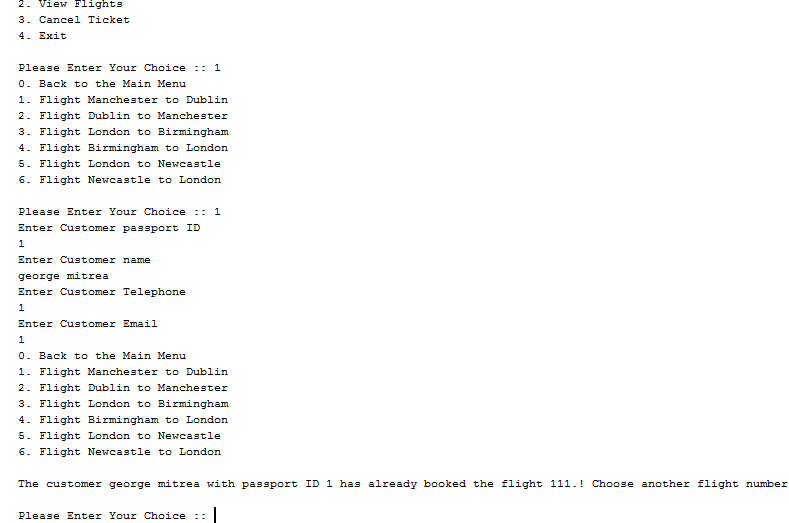 2. View Flights
3. Cancel Ticket
4. Exit
Please Enter Your Choice :: 1
0. Back to the Main Menu
1. Flight Manchester to Dublin
2. Flight Dublin to Manchester
3. Flight London to Birmingham
4. Flight Birmingham to London
5. Flight London to Newcastle
6. Flight Newcastle to London
Please Enter Your Choice :: 1
Enter Customer passport ID
1
Enter Customer name
george mitrea
Enter Customer Telephone
1
Enter Customer Email
1
0. Back to the Main Menu
1. Flight Manchester to Dublin
2. Flight Dublin to Manchester
3. Flight London to Birmingham
4. Flight Birmingham to London
5. Flight London to Newcastle
6. Flight Newcastle to London
The customer george mitrea with passport ID 1 has already booked the flight 111.! Choose another flight number
Please Enter Your Choice ::